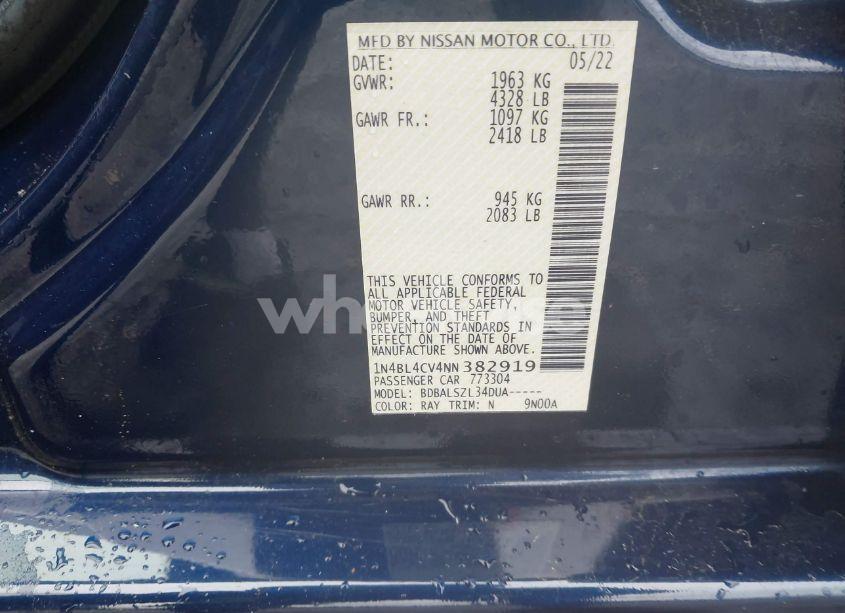 MFD BY NISSAN MOTOR CO., LTD.
DATE: 05/22
GVWR: 1963 KG
4328 LB
GAWR FR.: 1097 KG
2418 LB
GAWR RR.: 945 KG
2083 LB
THIS VEHICLE CONFORMS TO
ALL APPLICABLE FEDERAL
MOTOR VEHICLE SAFETY,
BUMPER, AND THEFT
PREVENTION STANDARDS IN
EFFECT ON THE DATE OF
MANUFACTURE SHOWN ABOVE.
1N4BL4CV4NN 382919
PASSENGER CAR 773304
MODEL: BDBALSZL34DUA-----
COLOR: RAY TRIM: N 9N00A